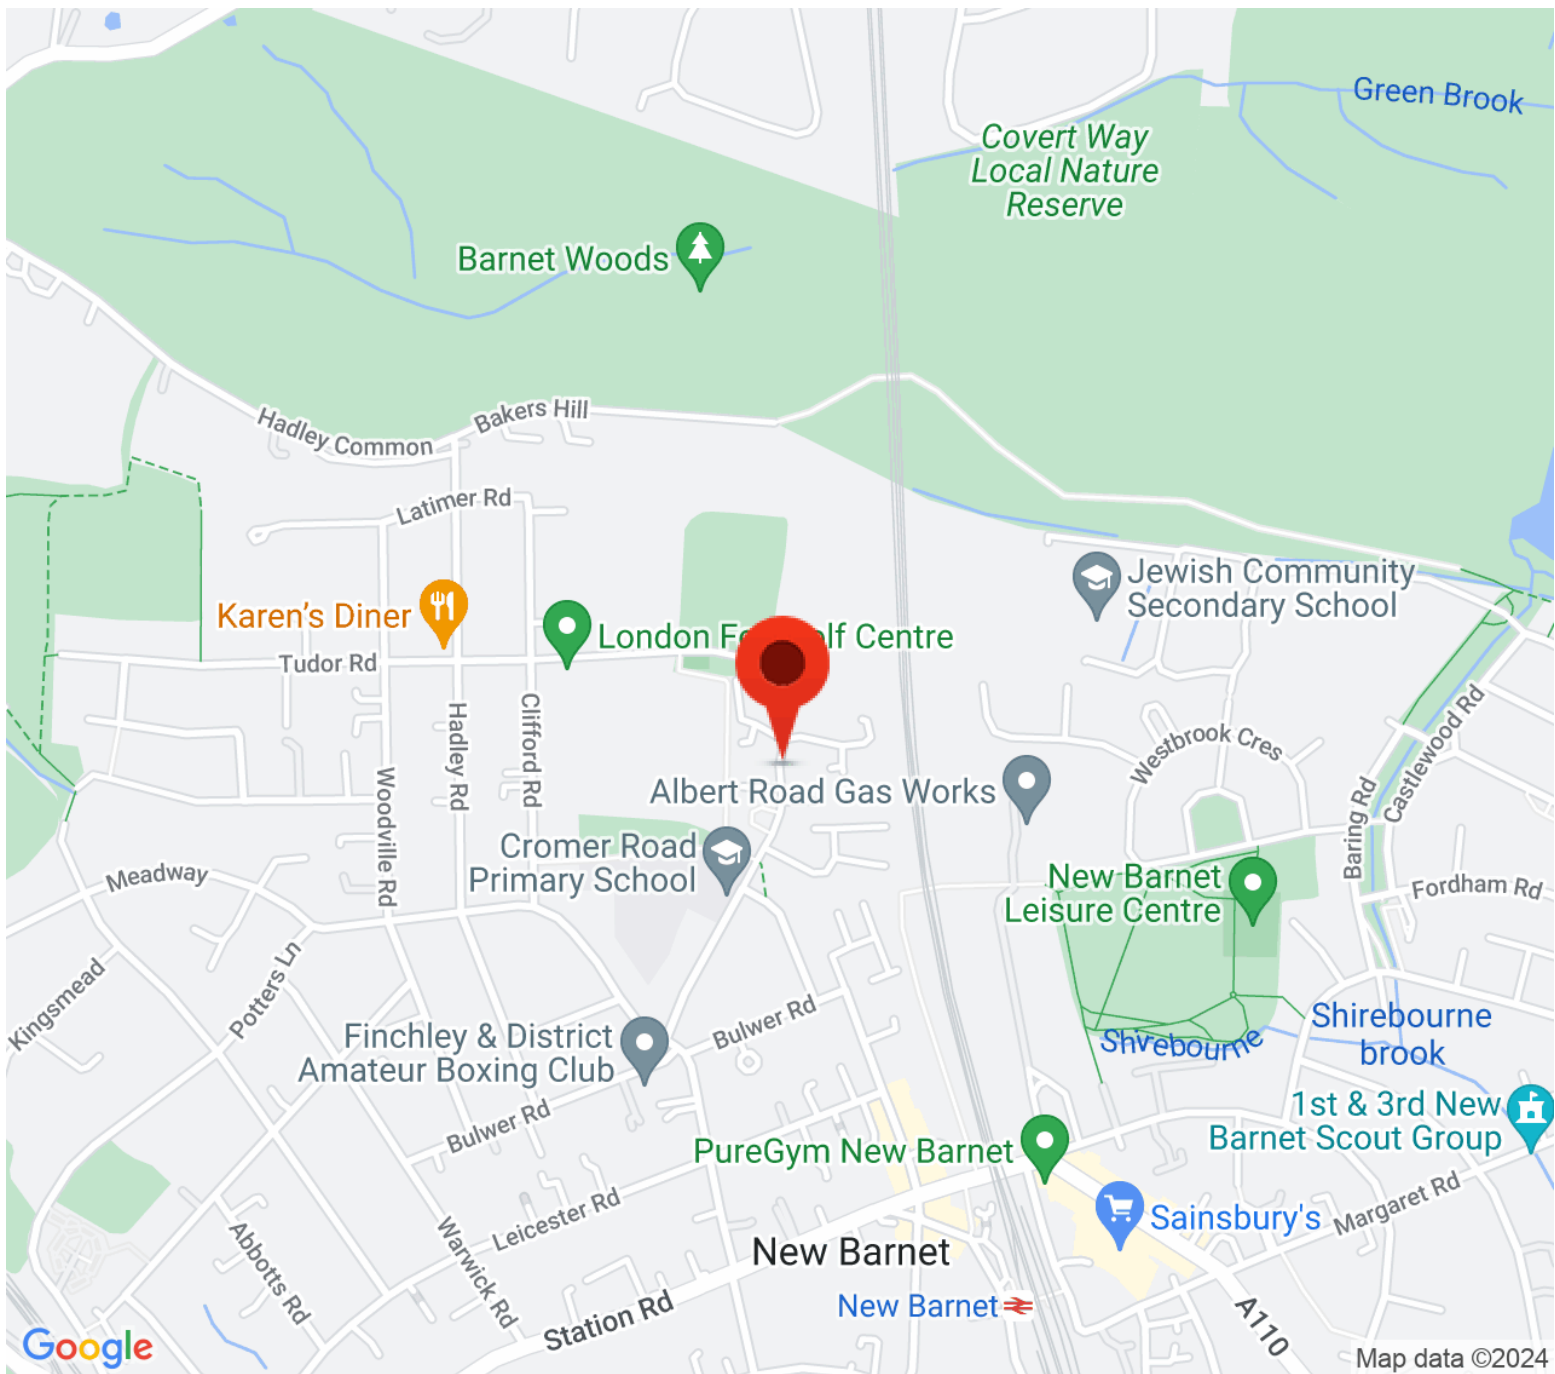 Green Brook
Covert Way
Local Nature
Reserve
Barnet Woods
Bakers Hill
Hadley Common
Latimer Rd
Jewish Community
Secondary School
Karen's Diner
London F olf Centre
Tudor Rd
Hadley Rd
Clifford Rd
Woodville Rd
Westbrook Cres
Castlewood Rd
Baring Rd
Albert Road Gas Works
Cromer Road
Primary School
Meadway
New Barnet
Leisure Centre
Fordham Rd
Potters Ln
Kingsmead
Bulwer Rd
Finchley & District
Amateur Boxing Club
Shirebourne
Shirebourne
brook
Bulwer Rd
1st & 3rd New
Barnet Scout Group
PureGym New Barnet
Margaret Rd
Leicester Rd
Sainsbury's
Abbotts Rd
Warwick Rd
New Barnet
New Barnet
Station Rd
A110
Google
Map data ©2024